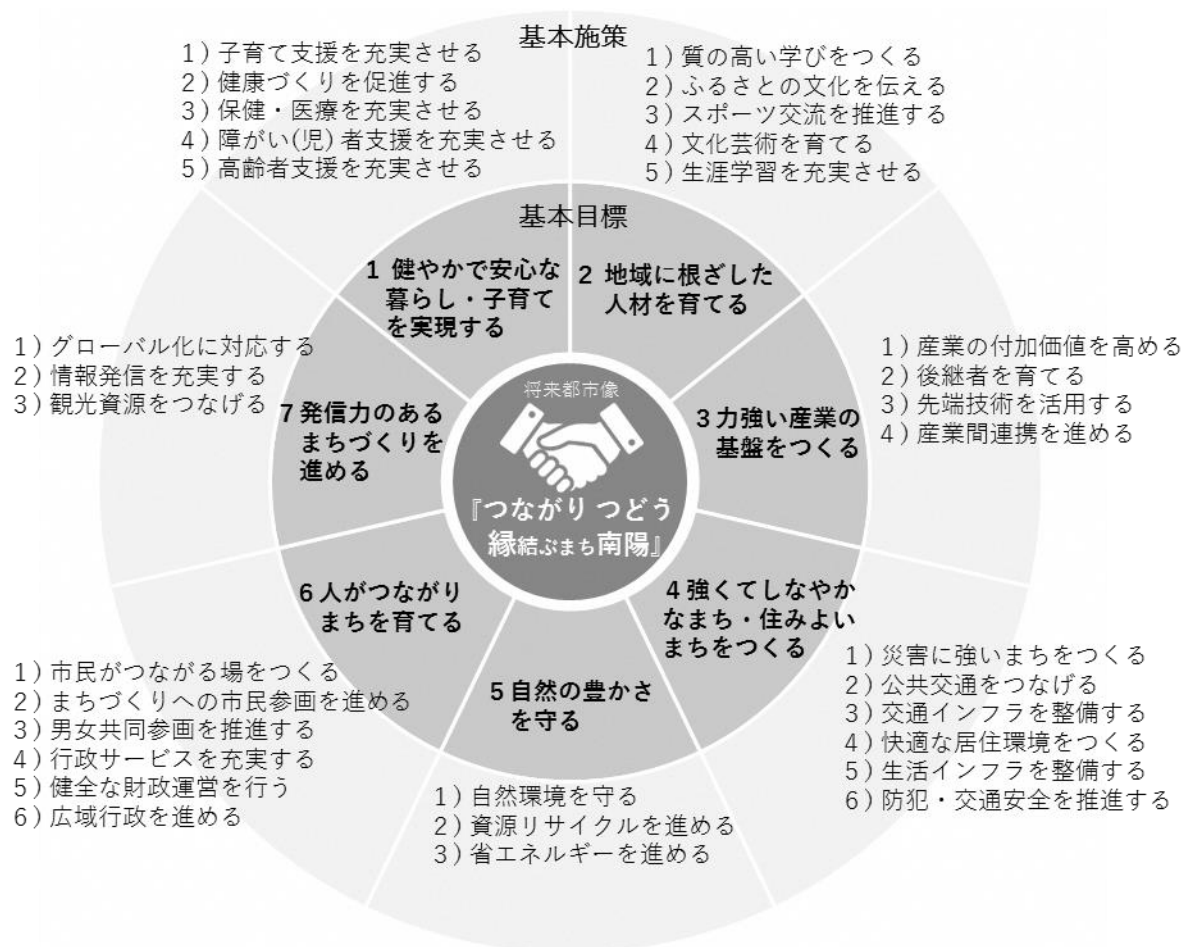 基本施策
1）子育て支援を充実させる
2）健康づくりを促進する
3）保健・医療を充実させる
4）障がい(児)者支援を充実させる
5）高齢者支援を充実させる
1）質の高い学びをつくる
2）ふるさとの文化を伝える
3）スポーツ交流を推進する
4）文化芸術を育てる
5）生涯学習を充実させる
基本目標
1 健やかで安心な
暮らし・子育て
を実現する
2 地域に根ざした
人材を育てる
1）グローバル化に対応する
2）情報発信を充実する
3）観光資源をつなげる
7 発信力のある
まちづくりを
進める
将来都市像
『つながり つどう
縁結ぶまち南陽』
3 力強い産業の
基盤をつくる
1）産業の付加価値を高める
2）後継者を育てる
3）先端技術を活用する
4）産業間連携を進める
6 人がつながり
まちを育てる
4 強くてしなやか
なまち・住みよい
まちをつくる
1）市民がつながる場をつくる
2）まちづくりへの市民参画を進める
3）男女共同参画を推進する
4）行政サービスを充実する
5）健全な財政運営を行う
6）広域行政を進める
5 自然の豊かさ
を守る
1）自然環境を守る
2）資源リサイクルを進める
3）省エネルギーを進める
1）災害に強いまちをつくる
2）公共交通をつなげる
3）交通インフラを整備する
4）快適な居住環境をつくる
5）生活インフラを整備する
6）防犯・交通安全を推進する